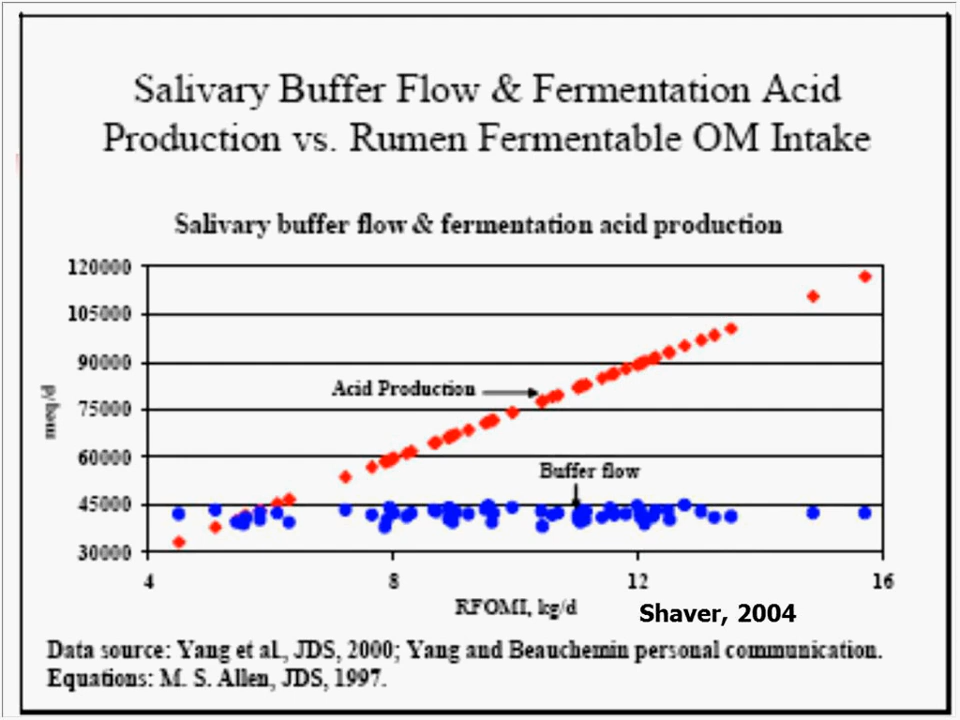 Salivary Buffer Flow & Fermentation Acid
Production vs. Rumen Fermentable OM Intake
Salivary buffer flow & fermentation acid production
120000
105000
90000
75000
60000
45000
30000
meq/d
Acid Production
Buffer flow
4 8 12 16
RFOMI, kg/d
Shaver, 2004
Data source: Yang et al., JDS, 2000; Yang and Beauchemin personal communication.
Equations: M. S. Allen, JDS, 1997.